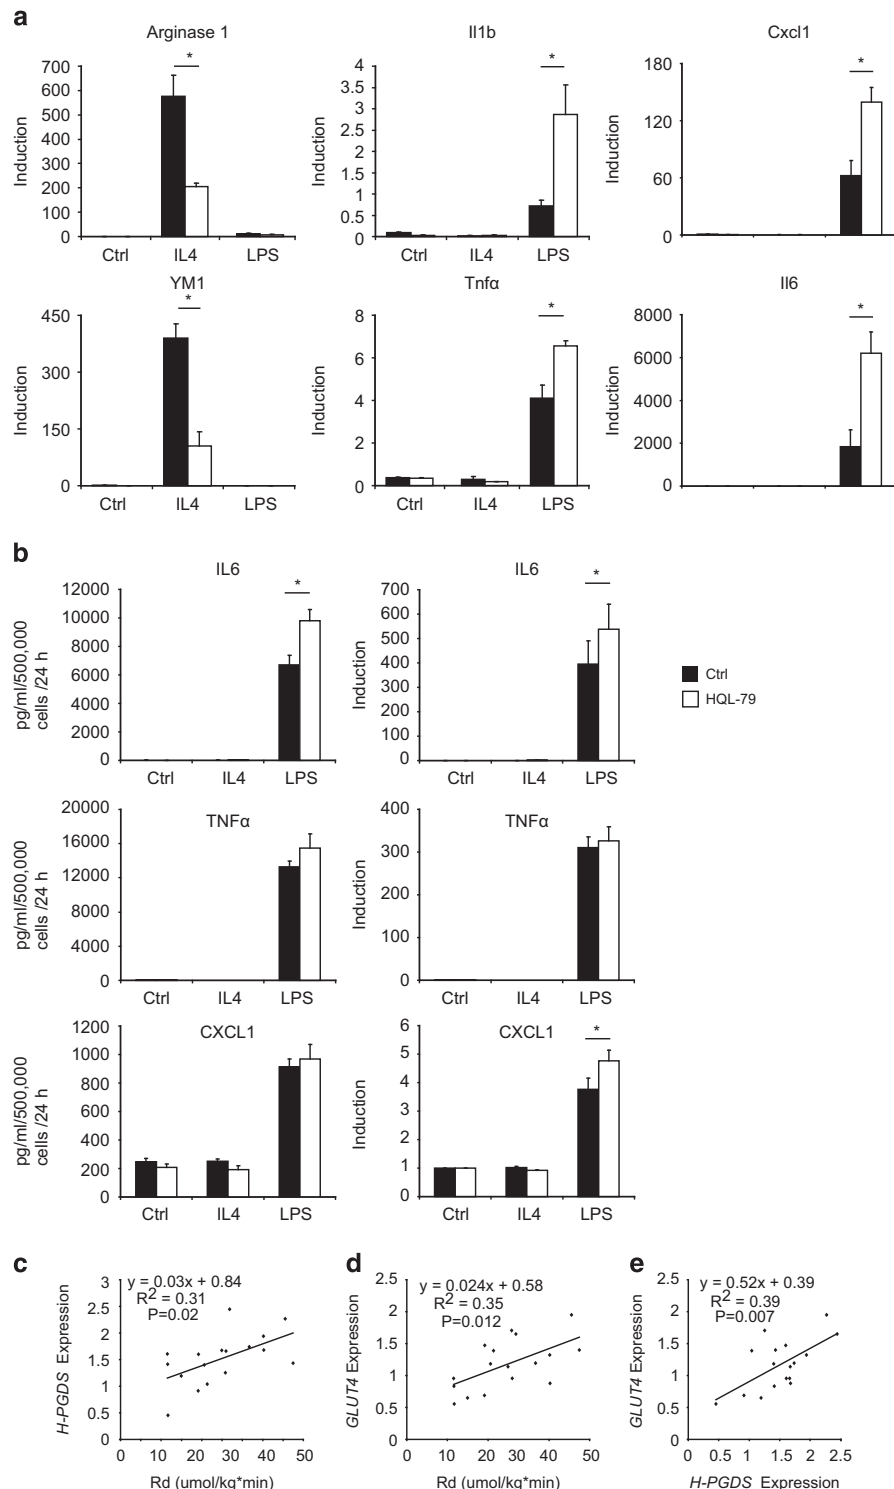 a
Arginase 1
Il1b
Cxcl1
Induction
700
600
500
400
300
200
100
0
*
Ctrl IL4 LPS
Induction
4
3.5
3
2.5
2
1.5
1
0.5
0
*
Ctrl IL4 LPS
Induction
180
120
60
0
*
YM1
Tnfα
Il6
Induction
450
300
150
0
*
Ctrl IL4 LPS
Induction
8
6
4
2
0
*
Ctrl IL4 LPS
Induction
8000
6000
4000
2000
0
*
b
IL6
pg/ml/500,000
cells /24 h
12000
10000
8000
6000
4000
2000
0
*
Ctrl IL4 LPS
IL6
Induction
700
600
500
400
300
200
100
0
*
Ctrl IL4 LPS
Ctrl
HQL-79
TNFα
pg/ml/500,000
cells /24 h
20000
16000
12000
8000
4000
0
Ctrl IL4 LPS
TNFα
Induction
400
300
200
100
0
Ctrl IL4 LPS
CXCL1
pg/ml/500,000
cells /24 h
1200
1000
800
600
400
200
0
Ctrl IL4 LPS
CXCL1
Induction
6
5
4
3
2
1
0
*
Ctrl IL4 LPS
c
y = 0.03x + 0.84
R2 = 0.31
P=0.02
H-PGDS Expression
3
2.5
2
1.5
1
0.5
0
0 10 20 30 40 50
Rd (umol/kg*min)
d
y = 0.024x + 0.58
R2 = 0.35
P=0.012
GLUT4 Expression
2.5
2
1.5
1
0.5
0
0 10 20 30 40 50
Rd (umol/kg*min)
e
y = 0.52x + 0.39
R2 = 0.39
P=0.007
GLUT4 Expression
2.5
2
1.5
1
0.5
0
0 0.5 1 1.5 2 2.5
H-PGDS Expression